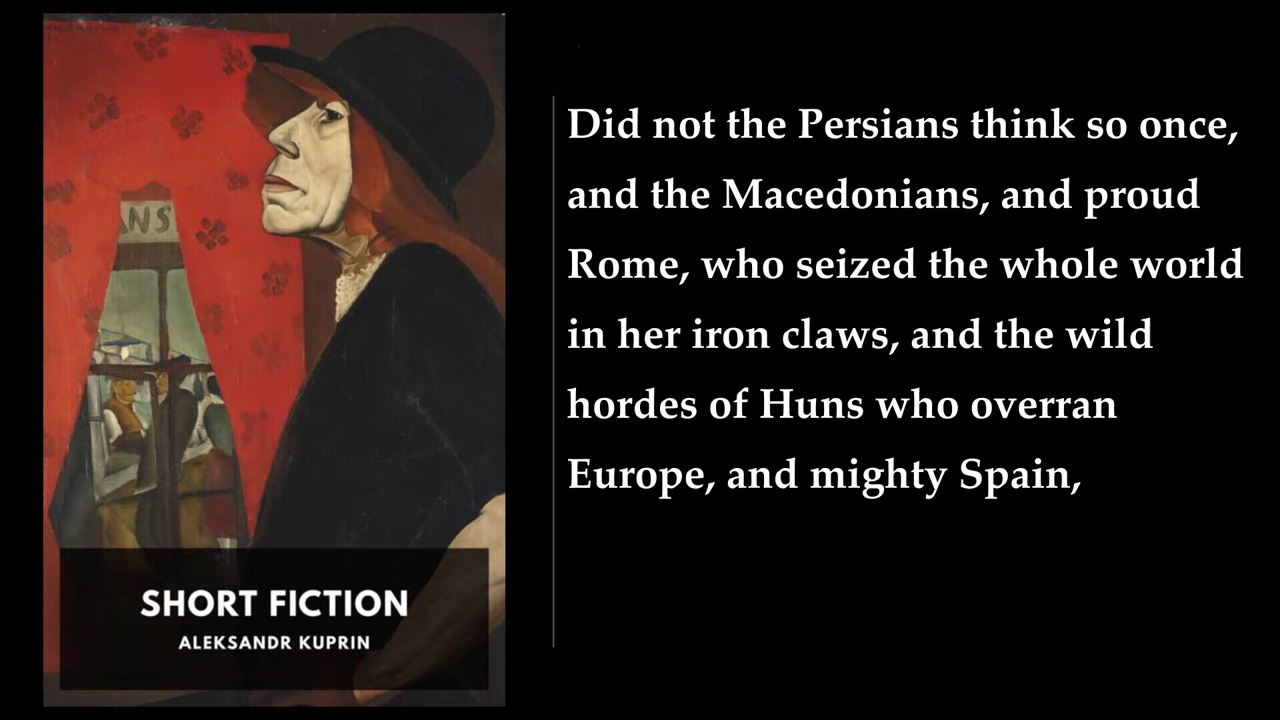 ANS
SHORT FICTION
ALEKSANDR KUPRIN
Did not the Persians think so once,
and the Macedonians, and proud
Rome, who seized the whole world
in her iron claws, and the wild
hordes of Huns who overran
Europe, and mighty Spain,